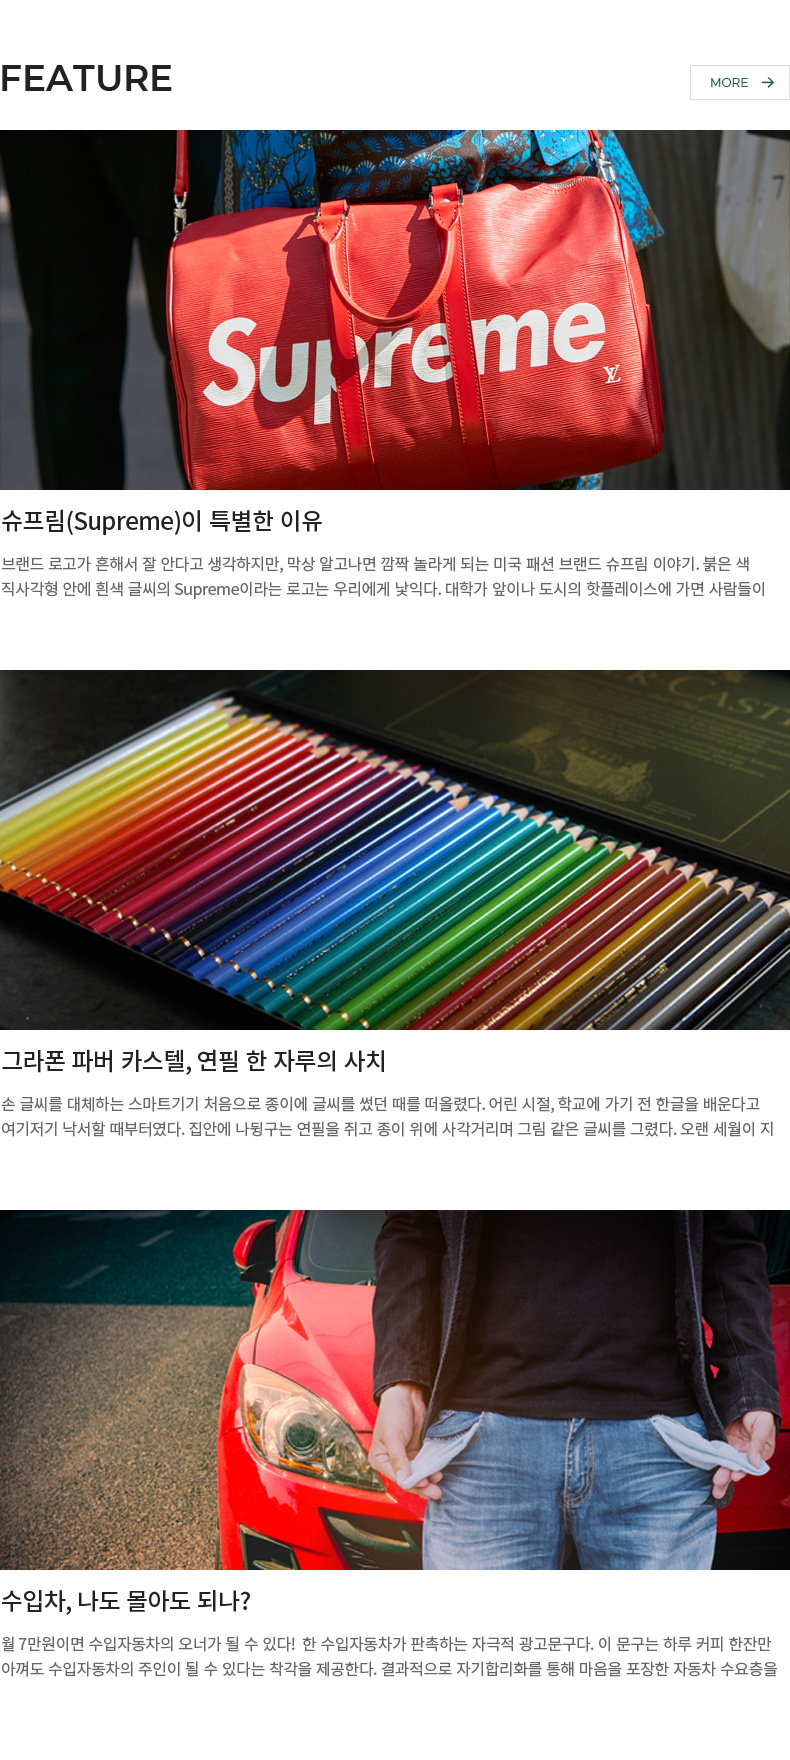 FEATURE
MORE
7
Supreme
LV
슈프림(Supreme)이 특별한 이유
브랜드 로고가 흔해서 잘 안다고 생각하지만, 막상 알고나면 깜짝 놀라게 되는 미국 패션 브랜드 슈프림 이야기. 붉은 색
직사각형 안에 흰색 글씨의 Supreme이라는 로고는 우리에게 낯익다. 대학가 앞이나 도시의 핫플레이스에 가면 사람들이
그라폰 파버 카스텔, 연필 한 자루의 사치
손 글씨를 대체하는 스마트기기 처음으로 종이에 글씨를 썼던 때를 떠올렸다. 어린 시절, 학교에 가기 전 한글을 배운다고
여기저기 낙서할 때부터였다. 집안에 나뒹구는 연필을 쥐고 종이 위에 사각거리며 그림 같은 글씨를 그렸다. 오랜 세월이 지
수입차, 나도 몰아도 되나?
월 7만원이면 수입자동차의 오너가 될 수 있다! 한 수입자동차가 판촉하는 자극적 광고문구다. 이 문구는 하루 커피 한잔만
아껴도 수입자동차의 주인이 될 수 있다는 착각을 제공한다. 결과적으로 자기합리화를 통해 마음을 포장한 자동차 수요층을